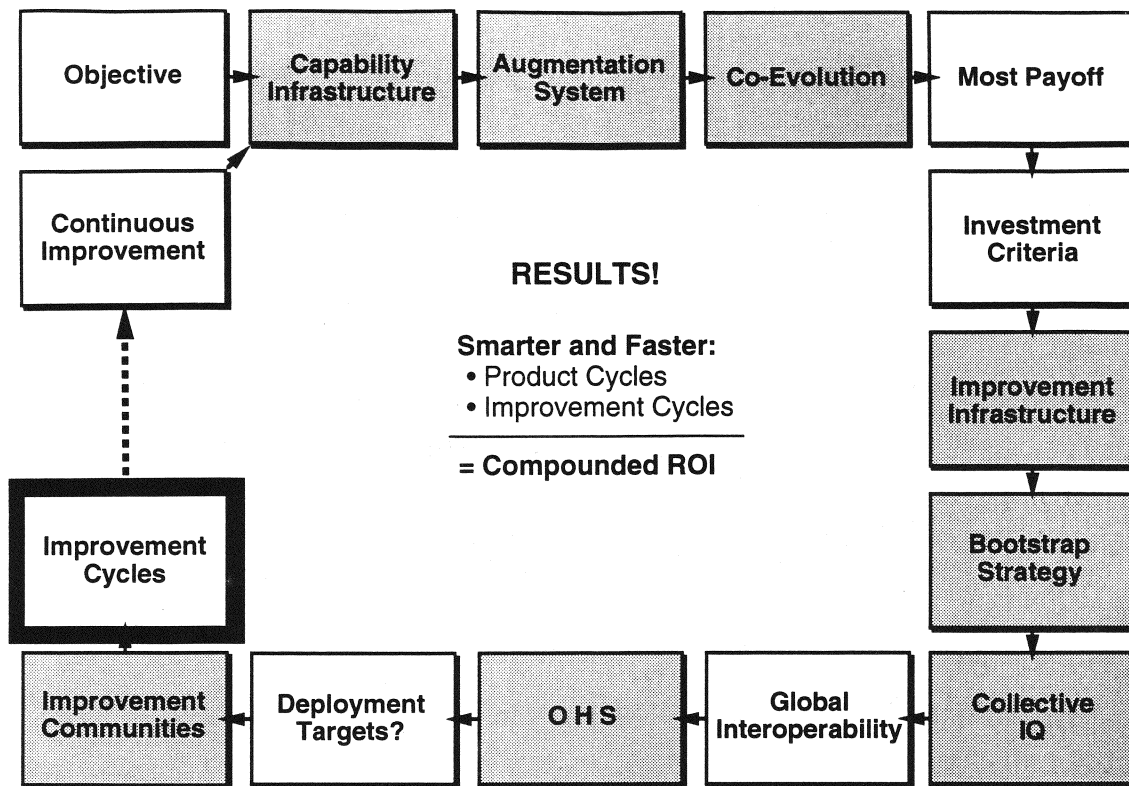 Objective
Capability
Infrastructure
Augmentation
System
Co-Evolution
Most Payoff
Continuous
Improvement
Investment
Criteria
RESULTS!
Smarter and Faster:
• Product Cycles
• Improvement Cycles
= Compounded ROI
Improvement
Infrastructure
Improvement
Cycles
Bootstrap
Strategy
Improvement
Communities
Deployment
Targets?
O H S
Global
Interoperability
Collective
IQ